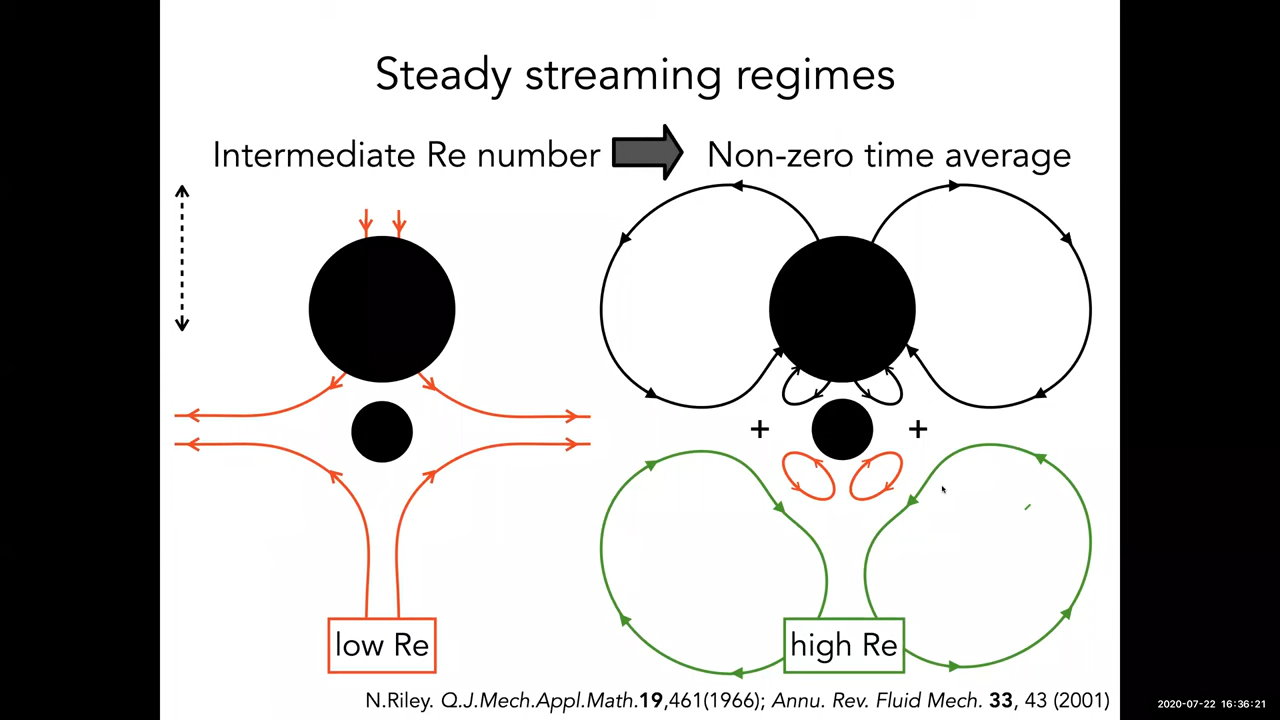 Steady streaming regimes
Intermediate Re number
Non-zero time average
+ +
low Re
high Re
N.Riley. Q.J.Mech.Appl.Math.19,461(1966); Annu. Rev. Fluid Mech. 33, 43 (2001)
2020-07-22 16:36:21